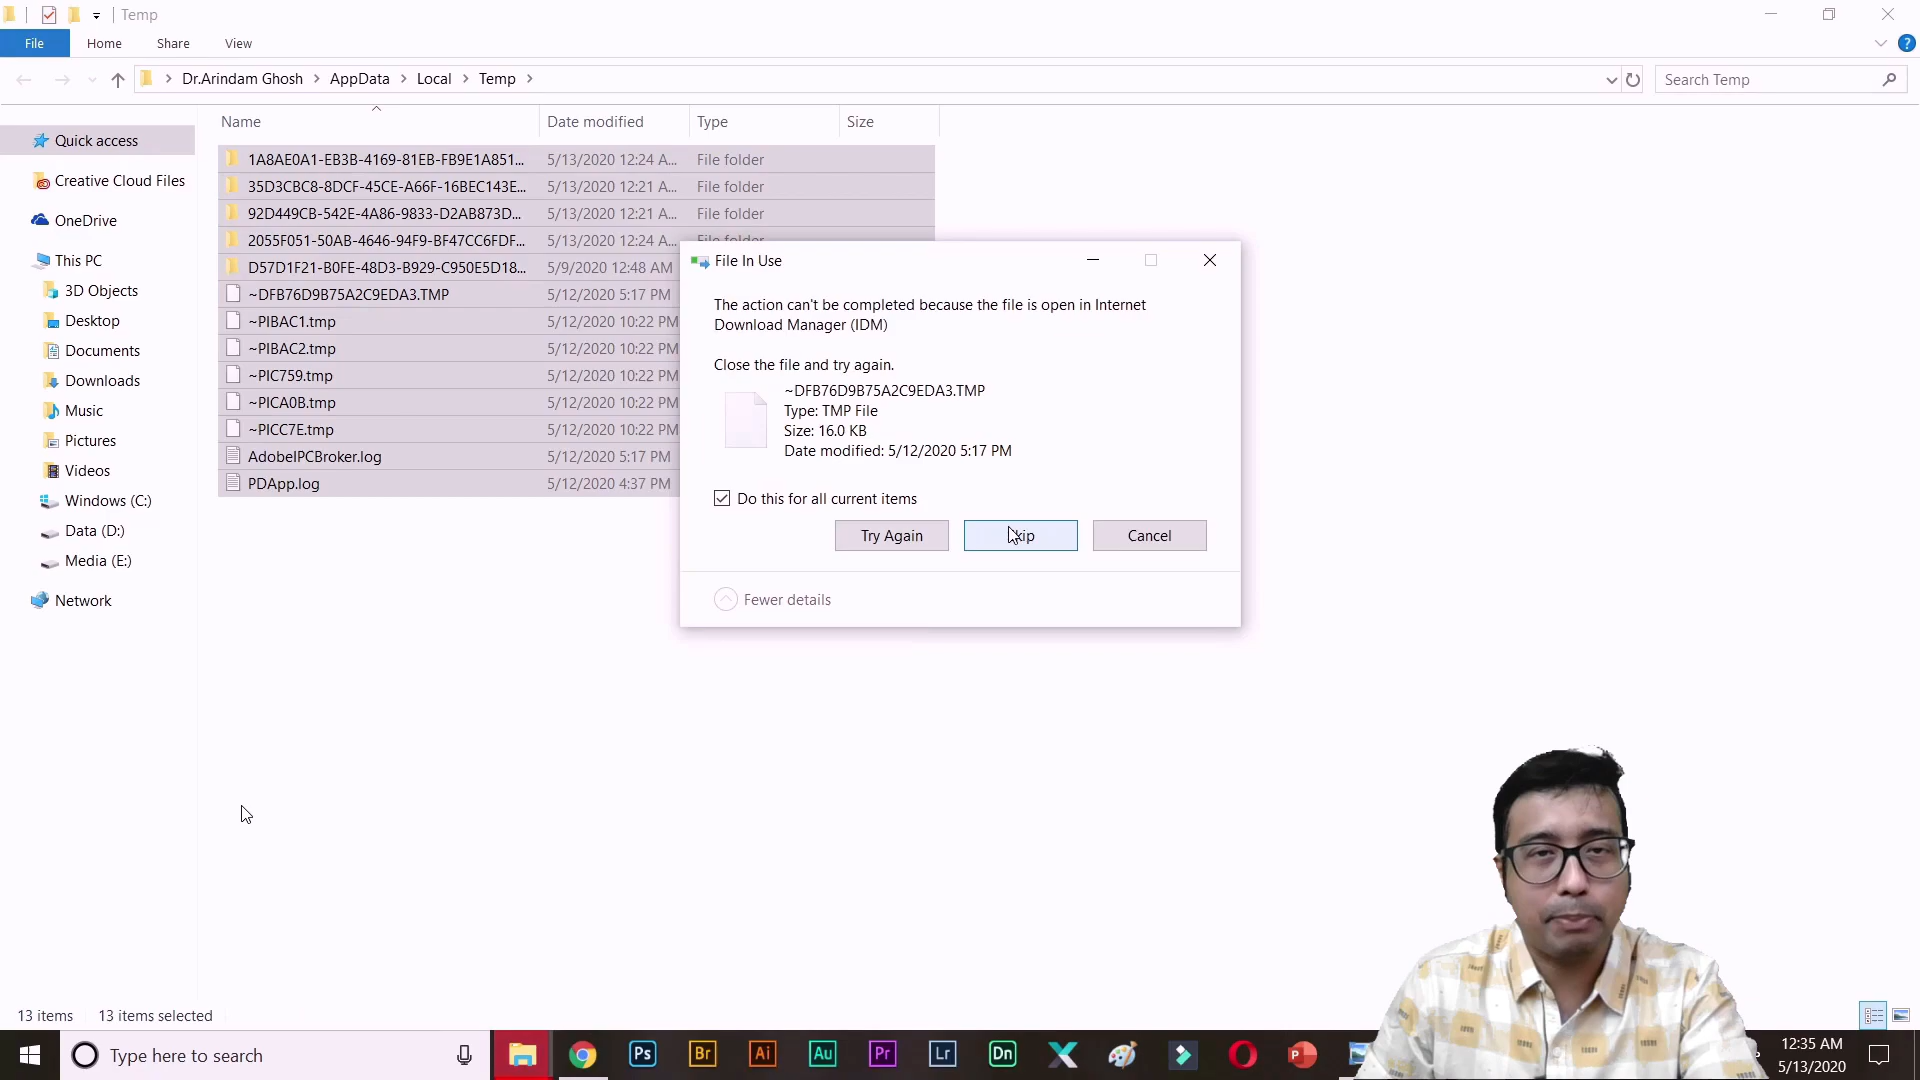 Temp
File Home Share View
Dr.Arindam Ghosh AppData Local Temp
Search Temp
Name Date modified Type Size
Quick access
Creative Cloud Files
OneDrive
This PC
3D Objects
Desktop
Documents
Downloads
Music
Pictures
Videos
Windows (C:)
Data (D:)
Media (E:)
Network
1A8AE0A1-EB3B-4169-81EB-FB9E1A851... 5/13/2020 12:24 A... File folder
35D3CBC8-8DCF-45CE-A66F-16BEC143E... 5/13/2020 12:21 A... File folder
92D449CB-542E-4A86-9833-D2AB873D... 5/13/2020 12:21 A... File folder
2055F051-50AB-4646-94F9-BF47CC6FDF... 5/13/2020 12:24 A... File folder
D57D1F21-B0FE-48D3-B929-C950E5D18... 5/9/2020 12:48 AM
~DFB76D9B75A2C9EDA3.TMP 5/12/2020 5:17 PM
~PIBAC1.tmp 5/12/2020 10:22 PM
~PIBAC2.tmp 5/12/2020 10:22 PM
~PIC759.tmp 5/12/2020 10:22 PM
~PICA0B.tmp 5/12/2020 10:22 PM
~PICC7E.tmp 5/12/2020 10:22 PM
AdobeIPCBroker.log 5/12/2020 5:17 PM
PDApp.log 5/12/2020 4:37 PM
File In Use
The action can't be completed because the file is open in Internet
Download Manager (IDM)
Close the file and try again.
~DFB76D9B75A2C9EDA3.TMP
Type: TMP File
Size: 16.0 KB
Date modified: 5/12/2020 5:17 PM
Do this for all current items
Try Again Cancel
Fewer details
13 items 13 items selected
Type here to search
Ps Br Ai Au Pr Lr Dn
12:35 AM
5/13/2020